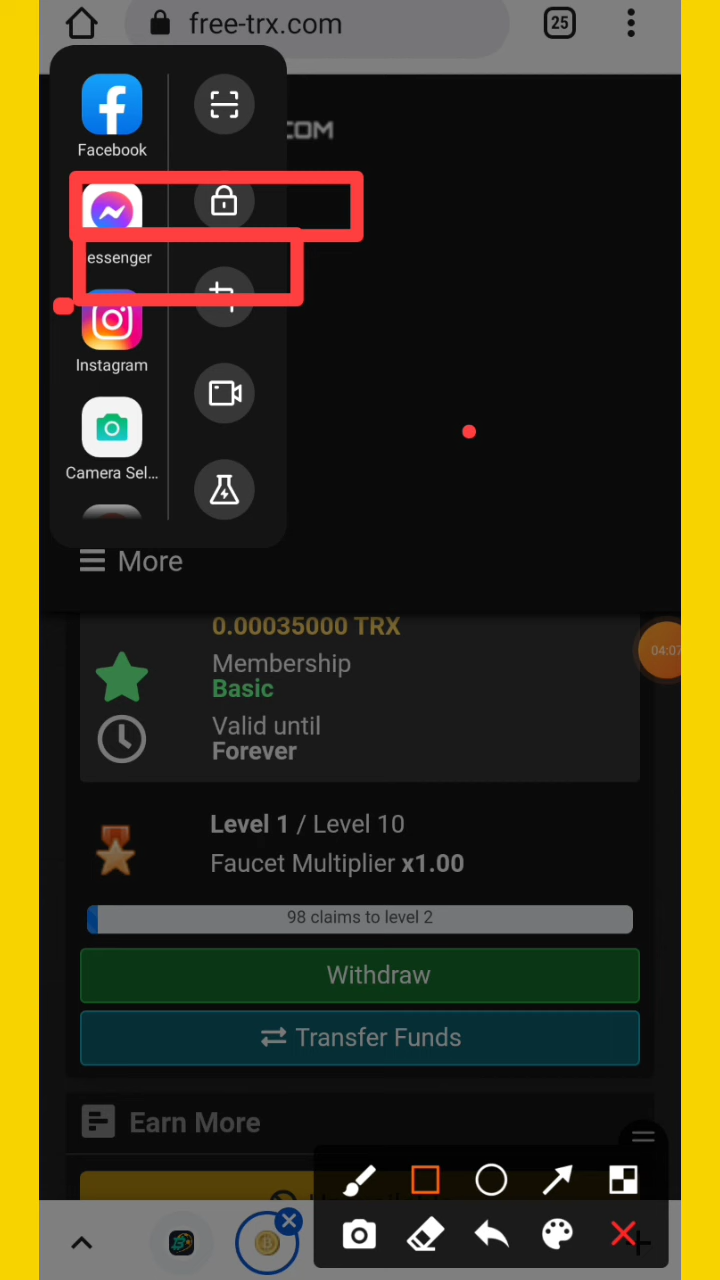 free-trx.com
25
COM
Facebook
essenger
Instagram
Camera Sel...
More
0.00035000 TRX
Membership
Basic
04:07
Valid until
Forever
Level 1 / Level 10
Faucet Multiplier x1.00
98 claims to level 2
Withdraw
Transfer Funds
Earn More